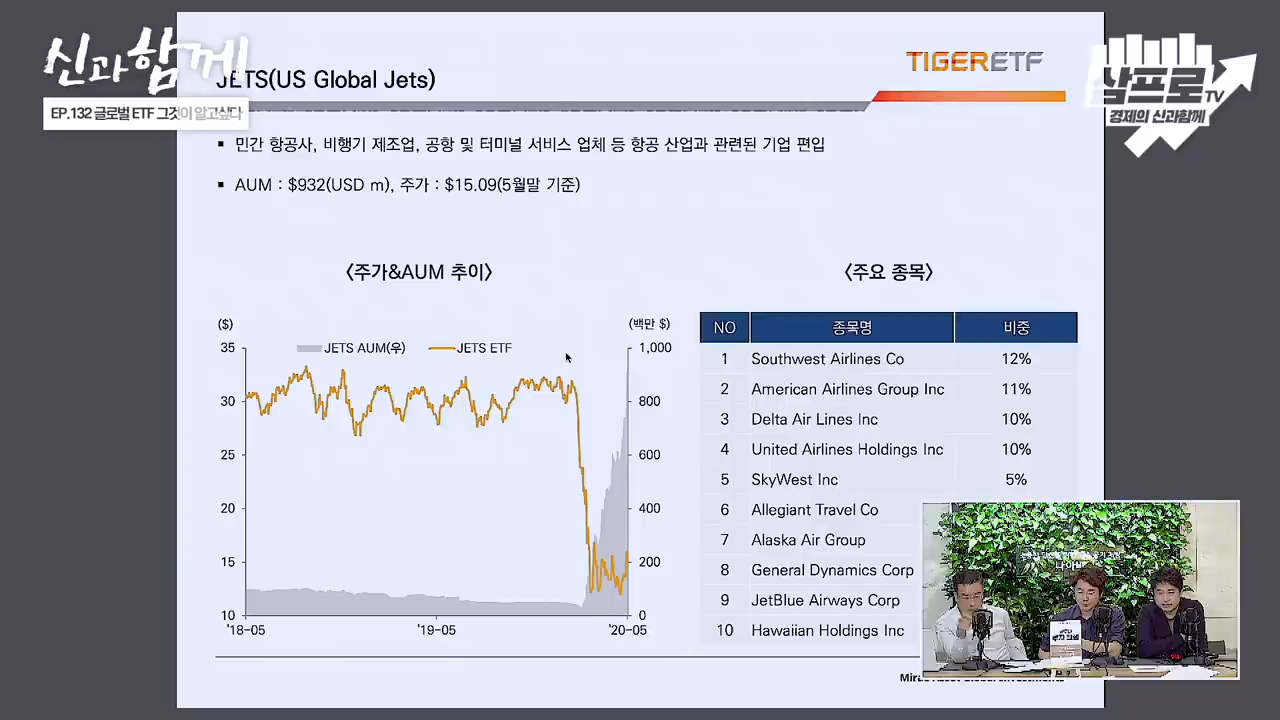 신과함께
EP.132 글로벌 ETF 그것이 알고싶다
JETS(US Global Jets)
TIGERETF
삼프로TV
경제의 신과함께
▪ 민간 항공사, 비행기 제조업, 공항 및 터미널 서비스 업체 등 항공 산업과 관련된 기업 편입
▪ AUM : $932(USD m), 주가 : $15.09(5월말 기준)
〈주가&AUM 추이〉
($)
(백만 $)
JETS AUM(우)
JETS ETF
35
30
25
20
15
10
1,000
800
600
400
200
0
'18-05
'19-05
'20-05
〈주요 종목〉
NO 종목명 비중
1 Southwest Airlines Co 12%
2 American Airlines Group Inc 11%
3 Delta Air Lines Inc 10%
4 United Airlines Holdings Inc 10%
5 SkyWest Inc 5%
6 Allegiant Travel Co
7 Alaska Air Group
8 General Dynamics Corp
9 JetBlue Airways Corp
10 Hawaiian Holdings Inc